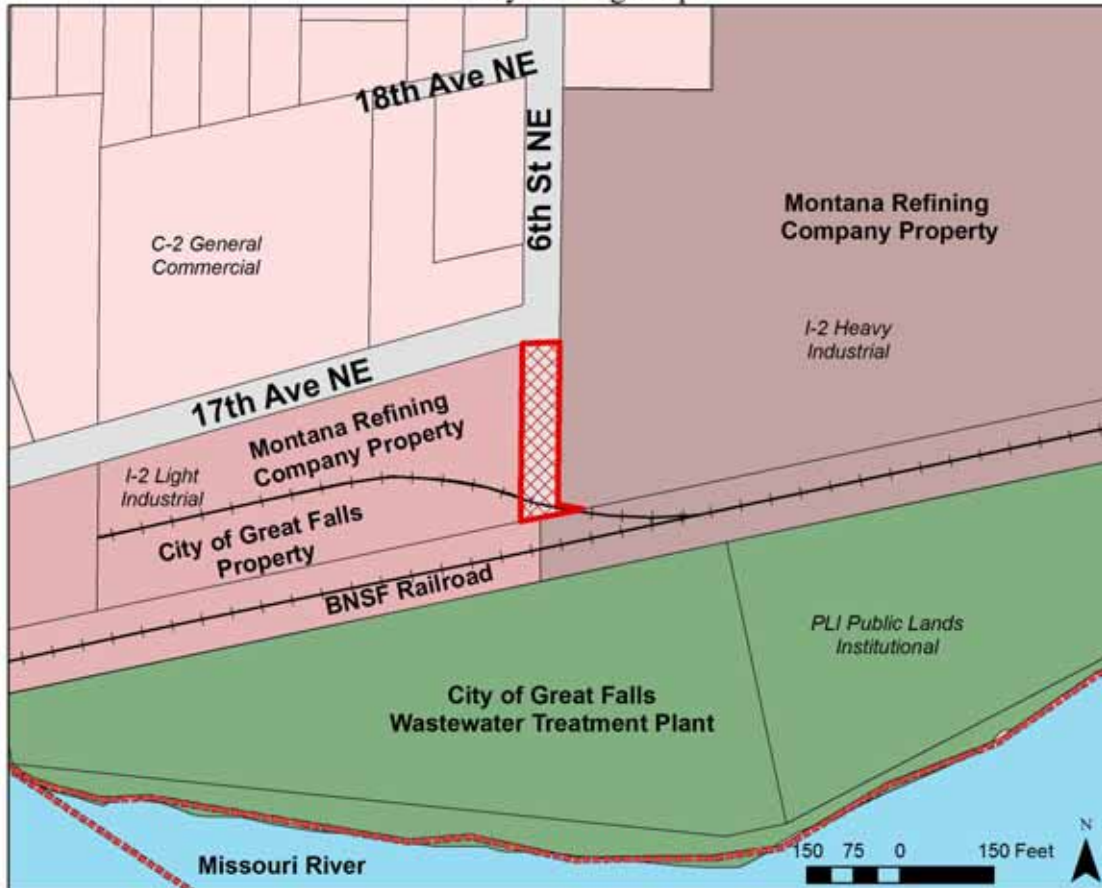 18th Ave NE
6th St NE
Montana Refining
Company Property
C-2 General
Commercial
I-2 Heavy
Industrial
17th Ave NE
Montana Refining
Company Property
I-2 Light
Industrial
City of Great Falls
Property
BNSF Railroad
PLI Public Lands
Institutional
City of Great Falls
Wastewater Treatment Plant
Missouri River
N
150 75 0 150 Feet